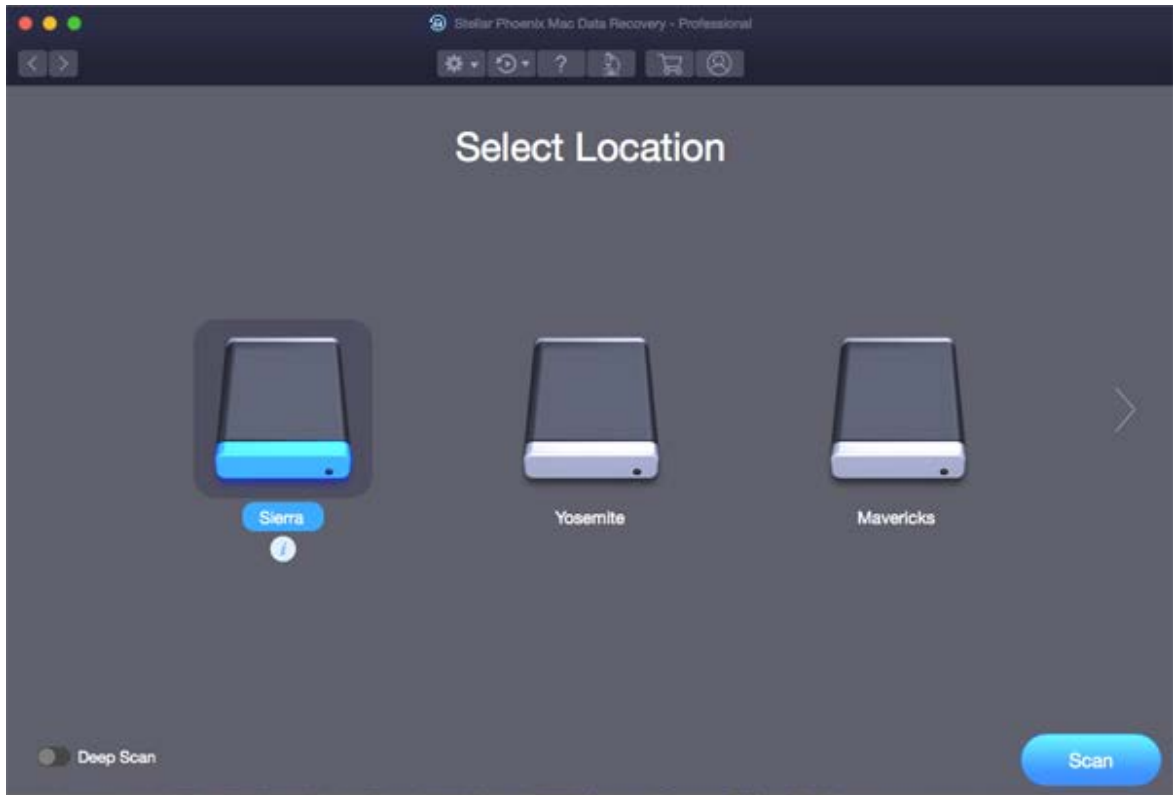 Stellar Phoenix Mac Data Recovery - Professional
?
Select Location
Sierra
Yosemite
Mavericks
i
Deep Scan
Scan